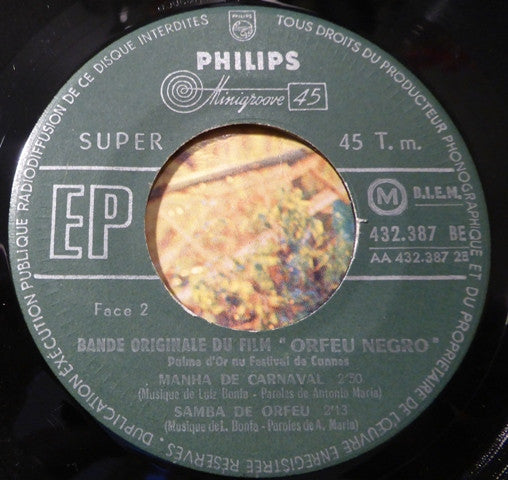 PHILIPS
PHILIPS
Minigroove 45
SUPER
45 T. m.
EP
M B.I.E.M.
432.387 BE
AA 432.387 2E
Face 2
BANDE ORIGINALE DU FILM "ORFEU NEGRO"
Palme d'Or au Festival de Cannes
MANHA DE CARNAVAL 2'50
(Musique de Luiz Bonfa - Paroles de Antonio Maria)
SAMBA DE ORFEU 2'13
(Musique de L. Bonfa - Paroles de A. Maria)
TOUS DROITS DU PRODUCTEUR PHONOGRAPHIQUE ET DU PROPRIETAIRE DE L'ŒUVRE ENREGISTREE RESERVES · DUPLICATION EXECUTION PUBLIQUE RADIODIFFUSION DE CE DISQUE INTERDITES